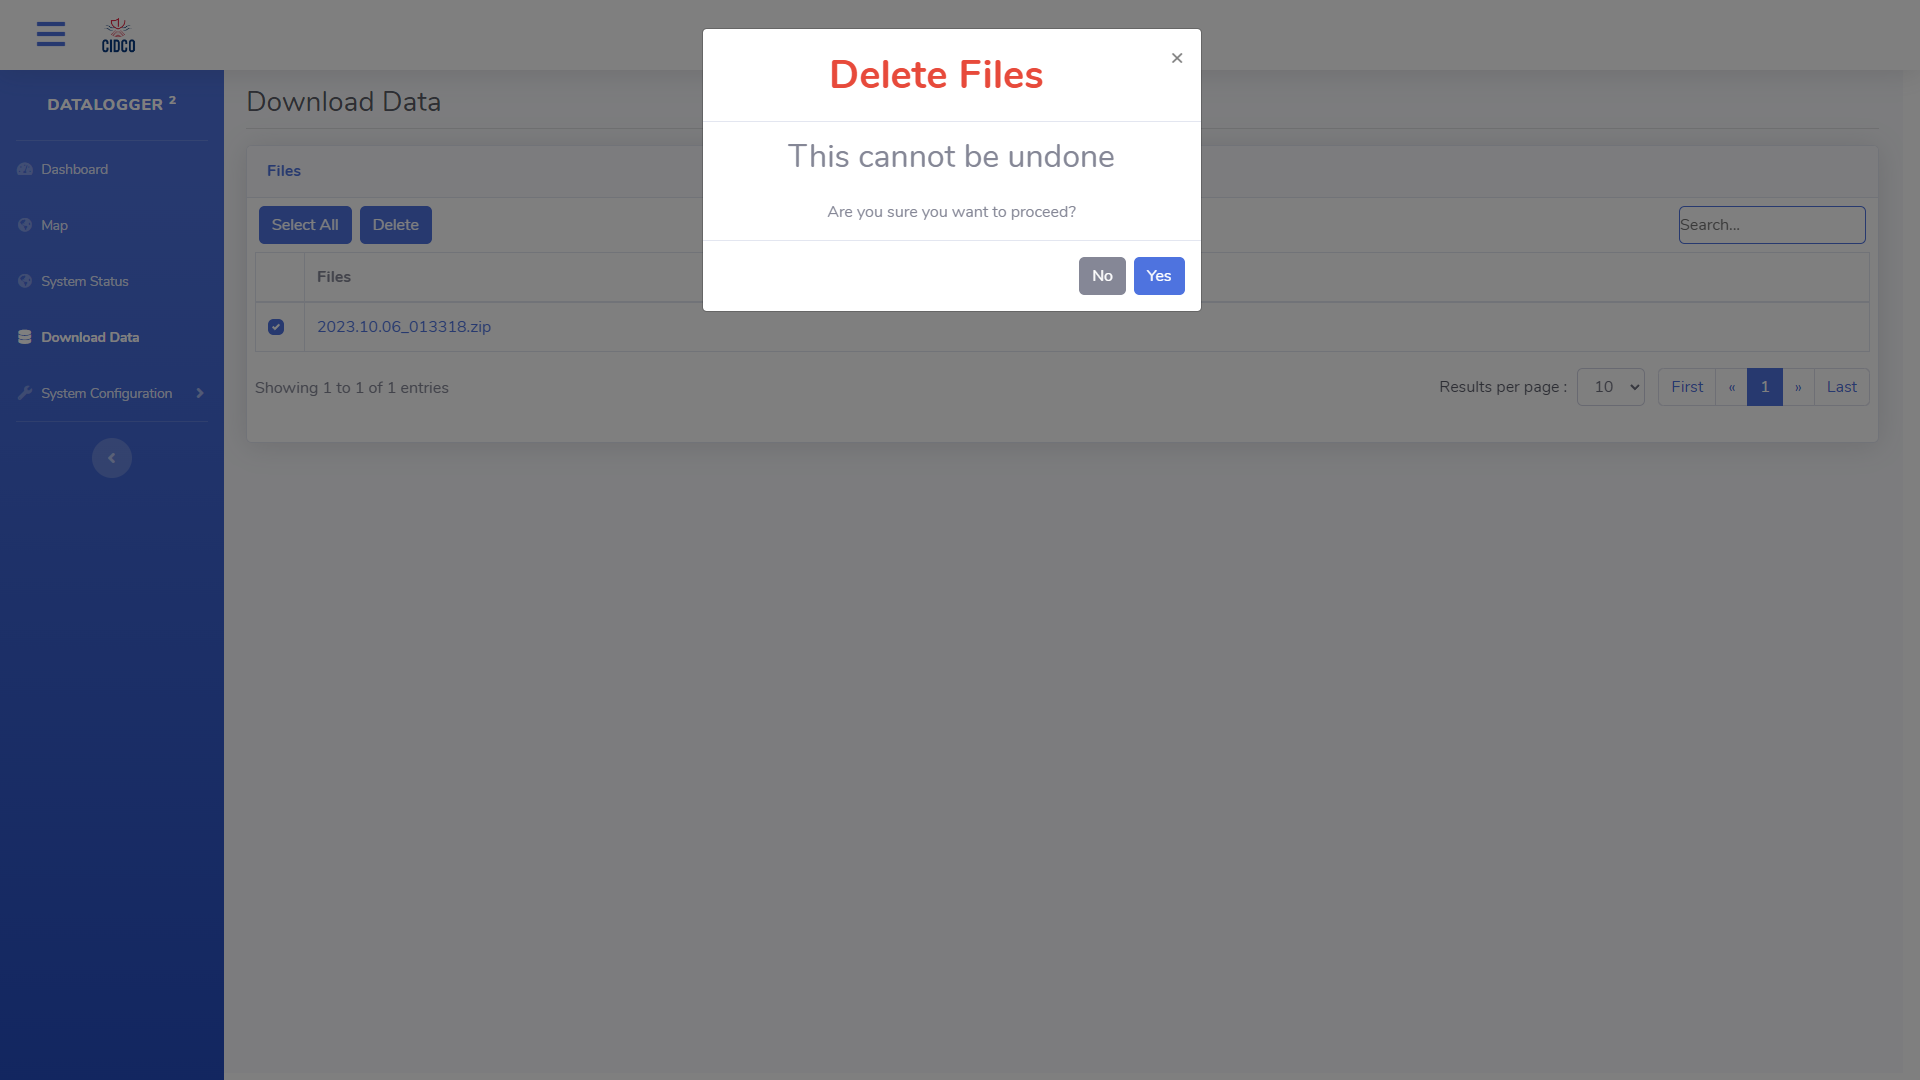 CIDCO
DATALOGGER 2
Dashboard
Map
System Status
Download Data
System Configuration
Download Data
Files
Select All Delete
Search...
Files
2023.10.06_013318.zip
Showing 1 to 1 of 1 entries
Results per page : 10 First « 1 » Last
Delete Files ×
This cannot be undone
Are you sure you want to proceed?
No Yes